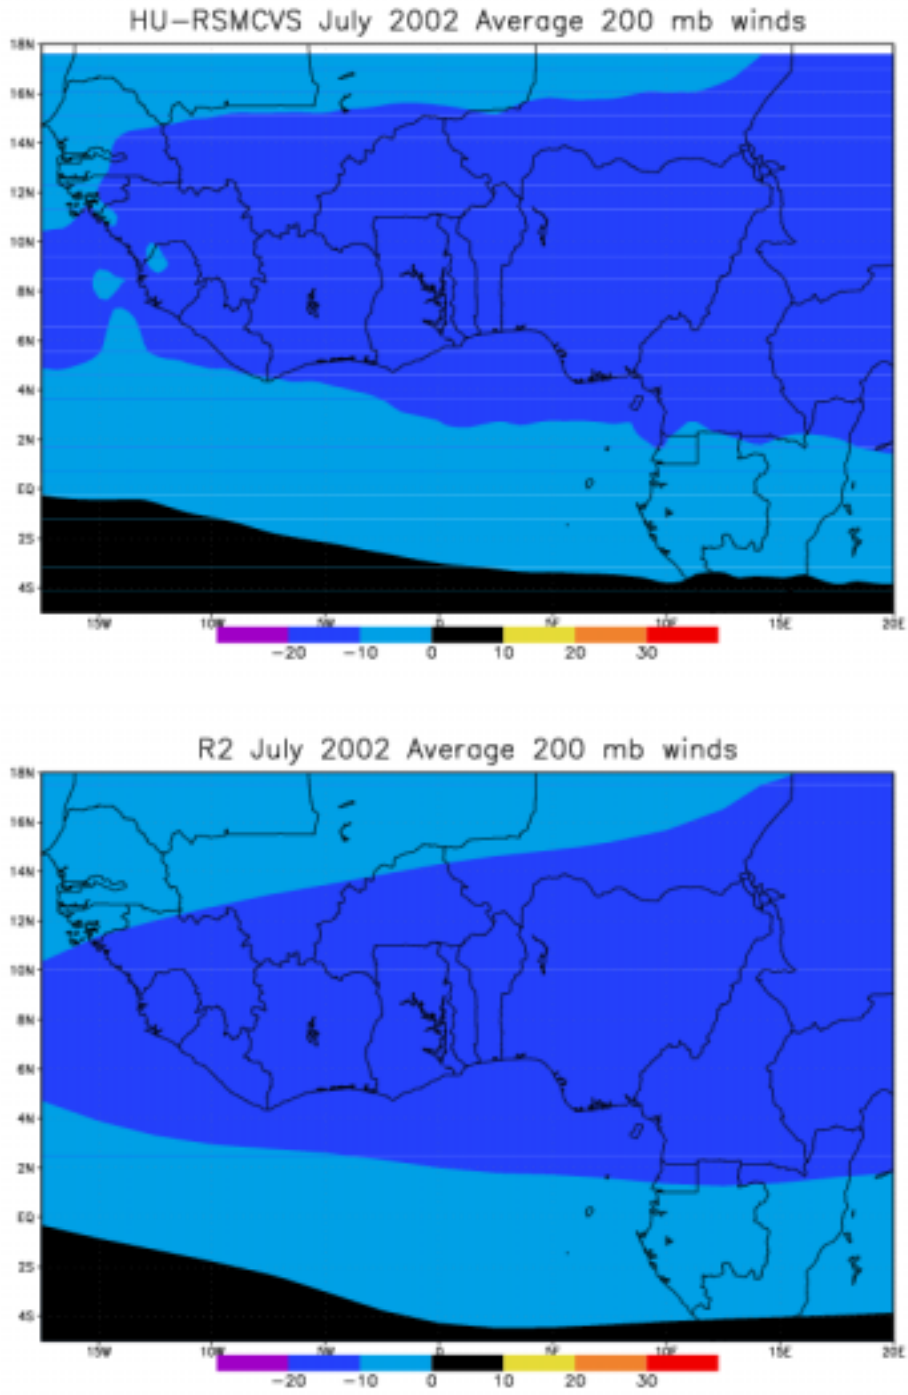 HU-RSMCVS July 2002 Average 200 mb winds
18N
16N
14N
12N
10N
8N
6N
4N
2N
EQ
2S
4S
15W 10W 5W 0 5E 10E 15E 20E
-20 -10 0 10 20 30
R2 July 2002 Average 200 mb winds
18N
16N
14N
12N
10N
8N
6N
4N
2N
EQ
2S
4S
15W 10W 5W 0 5E 10E 15E 20E
-20 -10 0 10 20 30